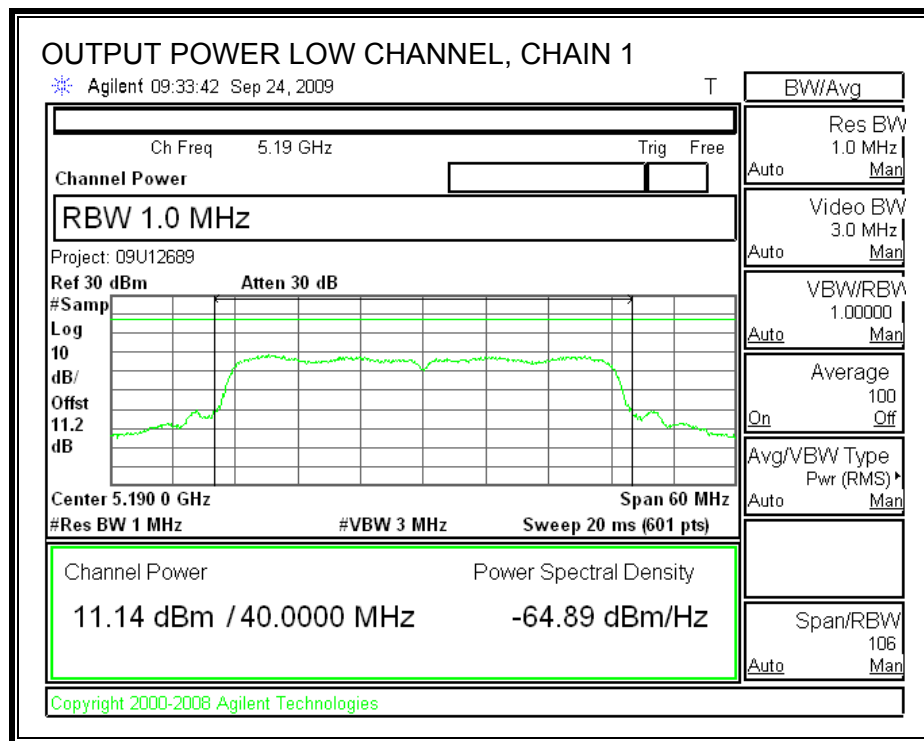 OUTPUT POWER LOW CHANNEL, CHAIN 1
Agilent 09:33:42 Sep 24, 2009 T
Ch Freq 5.19 GHz Trig Free
Channel Power
RBW 1.0 MHz
Project: 09U12689
Ref 30 dBm Atten 30 dB
#Samp
Log
10
dB/
Offst
11.2
dB
Center 5.190 0 GHz Span 60 MHz
#Res BW 1 MHz #VBW 3 MHz Sweep 20 ms (601 pts)
Channel Power Power Spectral Density
11.14 dBm / 40.0000 MHz -64.89 dBm/Hz
Copyright 2000-2008 Agilent Technologies
BW/Avg
Res BW
1.0 MHz
Auto Man
Video BW
3.0 MHz
Auto Man
VBW/RBW
1.00000
Auto Man
Average
100
On Off
Avg/VBW Type
Pwr (RMS)
Auto Man
Span/RBW
106
Auto Man